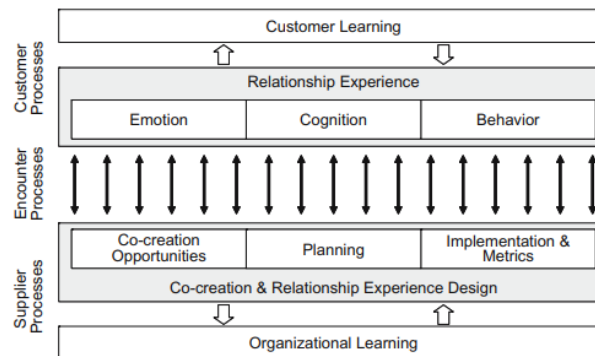 Customer Learning
Customer
Processes
Relationship Experience
Emotion
Cognition
Behavior
Encounter
Processes
Supplier
Processes
Co-creation
Opportunities
Planning
Implementation &
Metrics
Co-creation & Relationship Experience Design
Organizational Learning